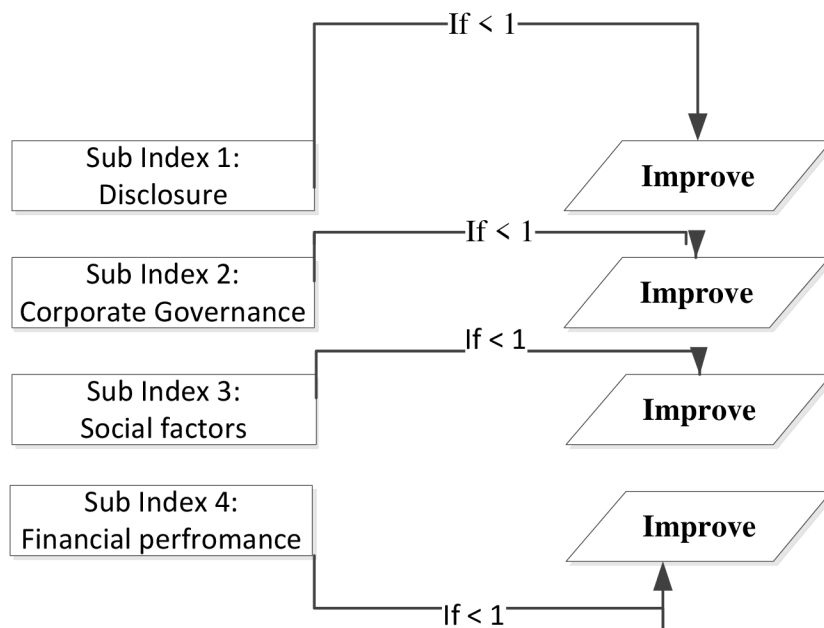 If < 1
Sub Index 1:
Disclosure
Improve
If < 1
Sub Index 2:
Corporate Governance
Improve
If < 1
Sub Index 3:
Social factors
Improve
Sub Index 4:
Financial perfromance
Improve
If < 1